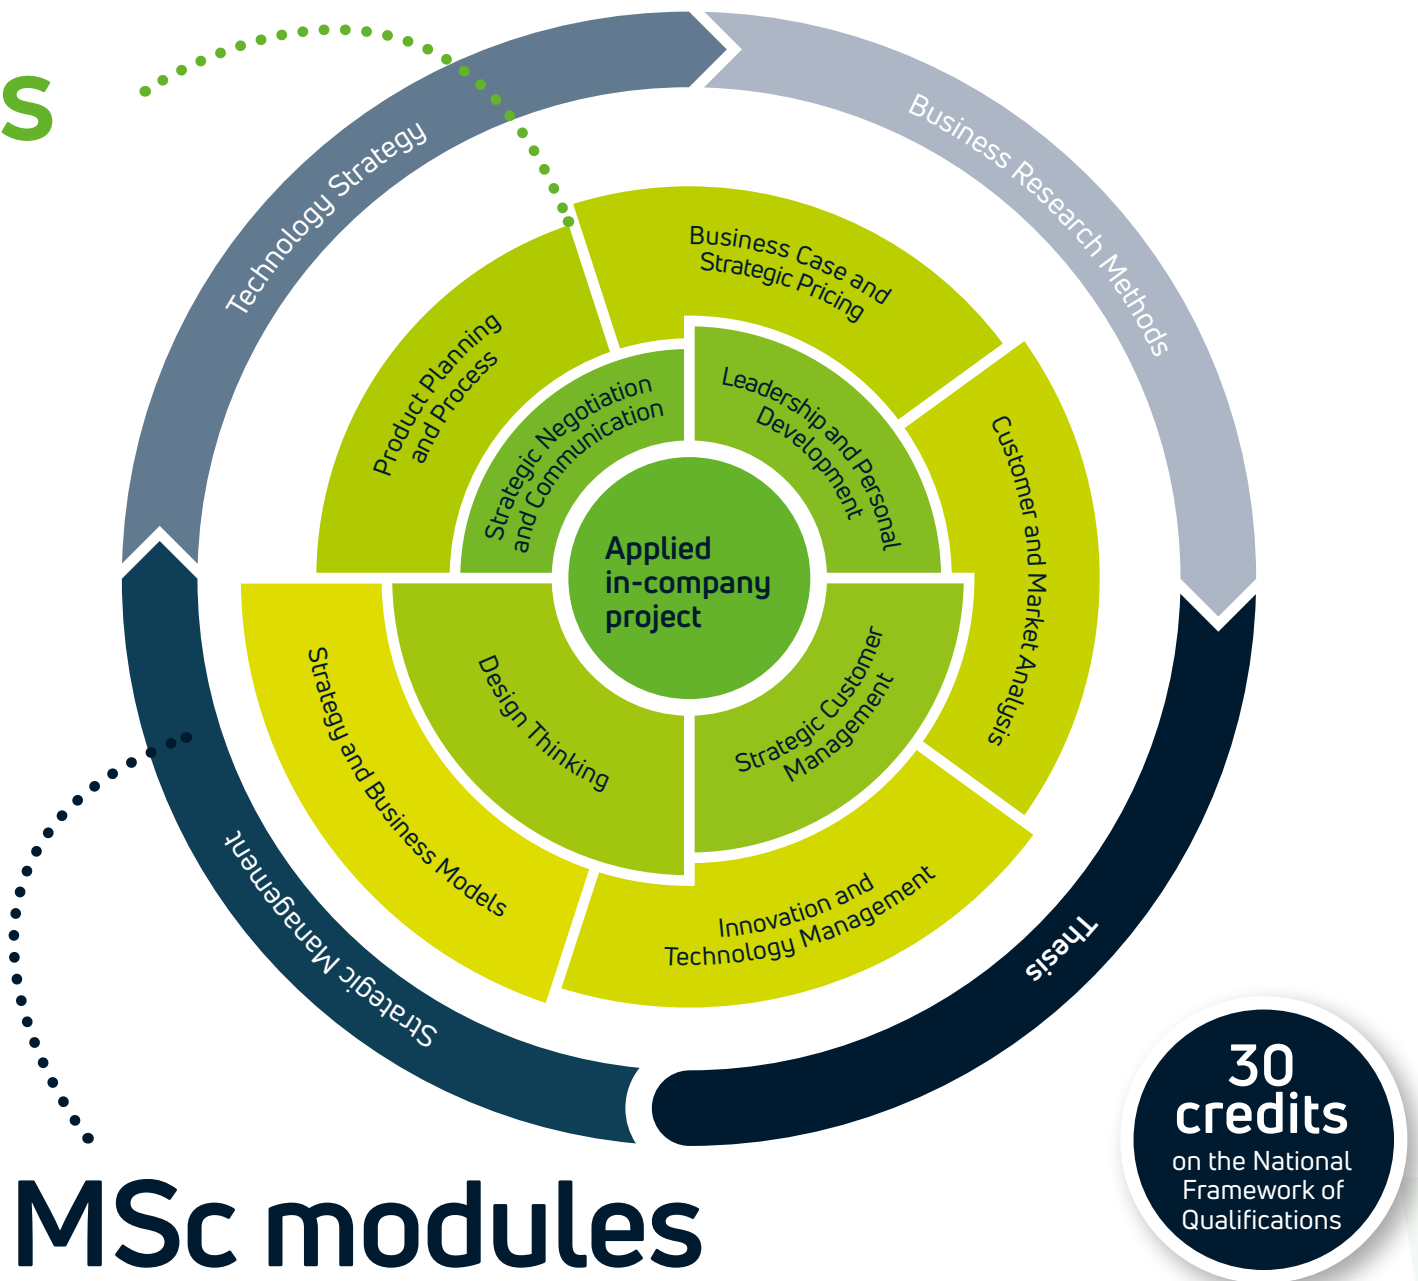 s
Technology Strategy
Business Research Methods
Business Case and
Strategic Pricing
Product Planning
and Process
Strategic Negotiation
and Communication
Leadership and Personal
Development
Customer and Market Analysis
Applied
in-company
project
Strategy and Business Models
Design Thinking
Strategic Customer
Management
Innovation and
Technology Management
Strategic Management
Thesis
30
credits
on the National
Framework of
Qualifications
MSc modules